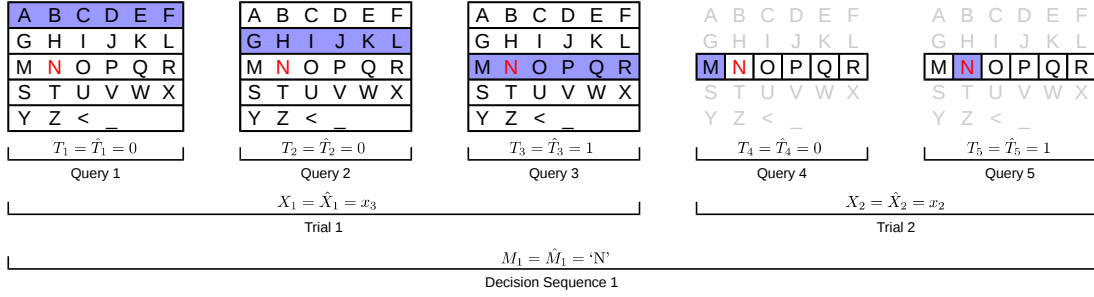 A B C D E F
G H I J K L
M N O P Q R
S T U V W X
Y Z < _
T₁ = T̂₁ = 0
Query 1
A B C D E F
G H I J K L
M N O P Q R
S T U V W X
Y Z < _
T₂ = T̂₂ = 0
Query 2
A B C D E F
G H I J K L
M N O P Q R
S T U V W X
Y Z < _
T₃ = T̂₃ = 1
Query 3
A B C D E F
G H I J K L
M N O P Q R
S T U V W X
Y Z < _
T₄ = T̂₄ = 0
Query 4
A B C D E F
G H I J K L
M N O P Q R
S T U V W X
Y Z < _
T₅ = T̂₅ = 1
Query 5
X₁ = X̂₁ = x₃
Trial 1
X₂ = X̂₂ = x₂
Trial 2
M₁ = M̂₁ = ‘N’
Decision Sequence 1